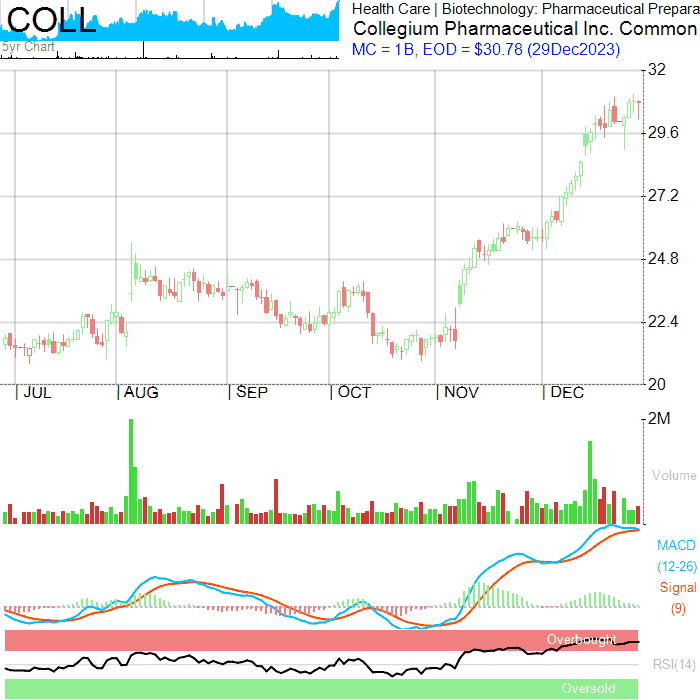 COLL
5yr Chart
Health Care | Biotechnology: Pharmaceutical Prepara
Collegium Pharmaceutical Inc. Common
MC = 1B, EOD = $30.78 (29Dec2023)
32
29.6
27.2
24.8
22.4
20
JUL
AUG
SEP
OCT
NOV
DEC
2M
Volume
MACD
(12-26)
Signal
(9)
Overbought
RSI(14)
Oversold